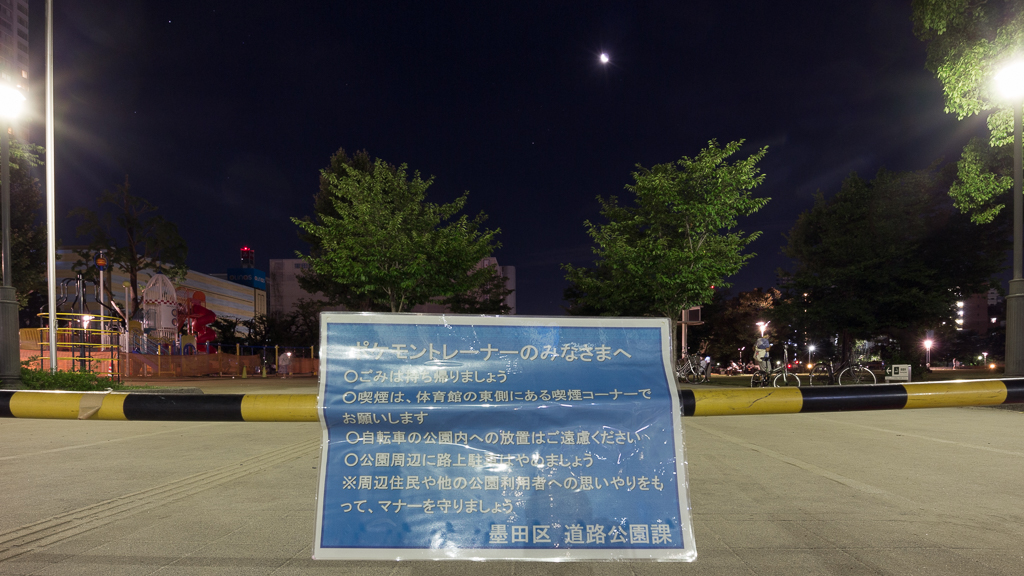 ポケモントレーナーのみなさまへ
○ごみは持ち帰りましょう
○喫煙は、体育館の東側にある喫煙コーナーで
お願いします
○自転車の公園内への放置はご遠慮ください
○公園周辺に路上駐車はやめましょう
※周辺住民や他の公園利用者への思いやりをも
って、マナーを守りましょう
墨田区 道路公園課